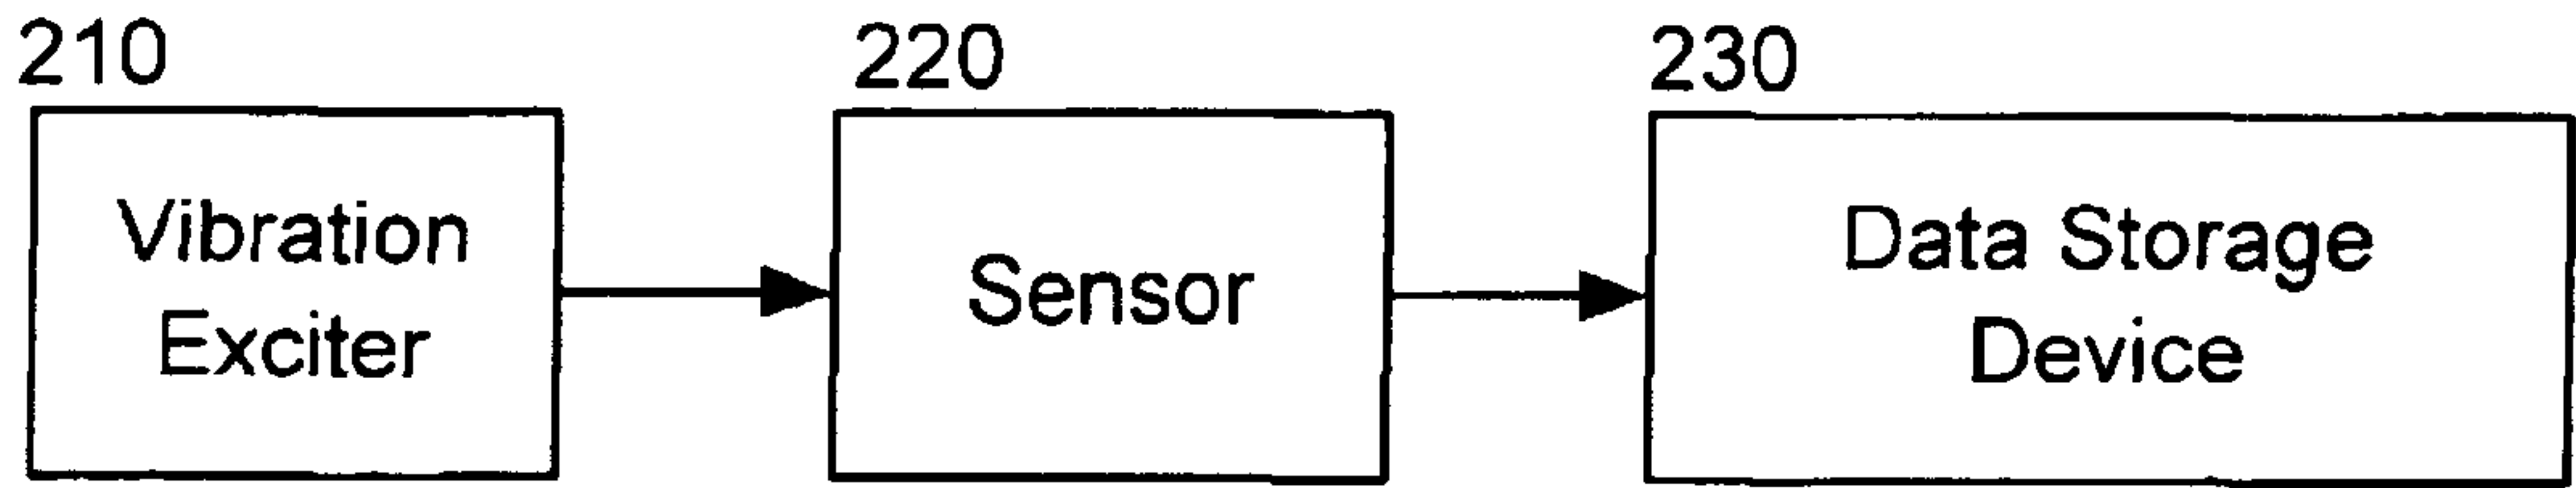 210
220
230
Vibration
Exciter
Sensor
Data Storage
Device